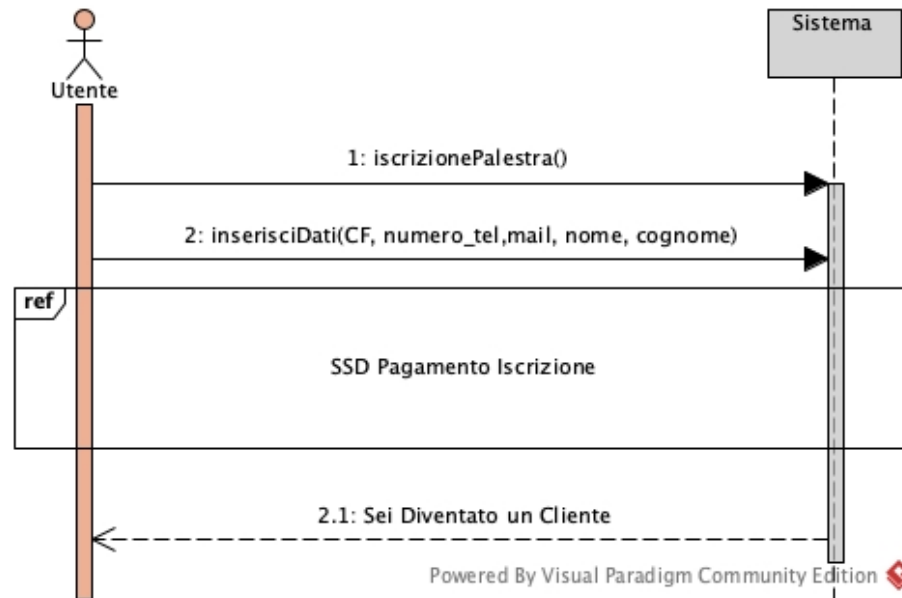 Sistema
Utente
1: iscrizionePalestra()
2: inserisciDati(CF, numero_tel,mail, nome, cognome)
ref
SSD Pagamento Iscrizione
2.1: Sei Diventato un Cliente
Powered By Visual Paradigm Community Edition